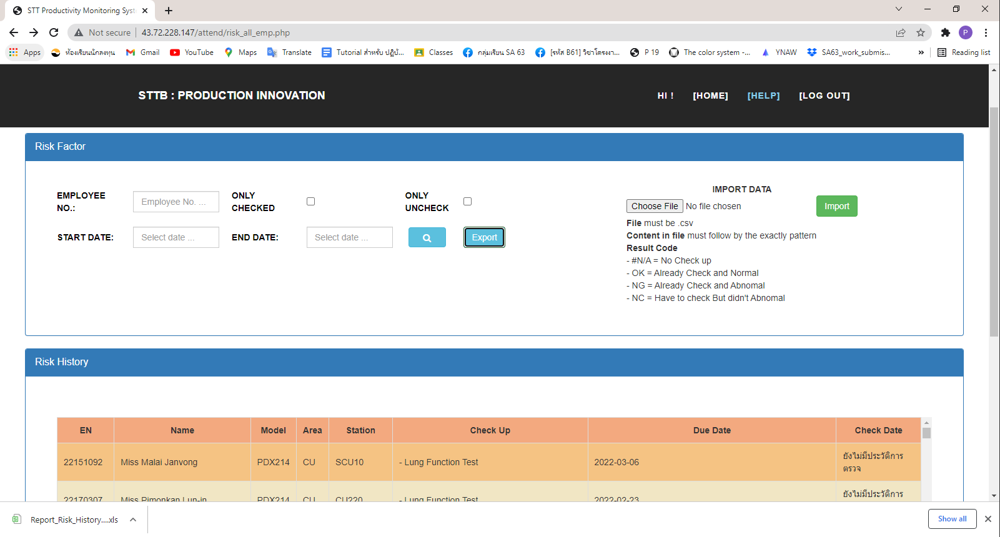 STT Productivity Monitoring Syst
Not secure
43.72.228.147/attend/risk_all_emp.php
P
Apps
ห้องเรียนนักลงทุน
Gmail
YouTube
Maps
Translate
Tutorial สำหรับ ปฏิบั...
Classes
กลุ่มเรียน SA 63
[รหัส B61] วิชาโครงงา...
P 19
The color system -...
YNAW
SA63_work_submis...
»
Reading list
STTB : PRODUCTION INNOVATION
HI !
[HOME]
[HELP]
[LOG OUT]
Risk Factor
EMPLOYEE NO.:
Employee No. ...
ONLY CHECKED
ONLY UNCHECK
START DATE:
Select date ...
END DATE:
Select date ...
Export
IMPORT DATA
Choose File No file chosen
Import
File must be .csv
Content in file must follow by the exactly pattern
Result Code
- #N/A = No Check up
- OK = Already Check and Normal
- NG = Already Check and Abnomal
- NC = Have to check But didn't Abnomal
Risk History
EN Name Model Area Station Check Up Due Date Check Date
22151092 Miss Malai Janvong PDX214 CU SCU10 - Lung Function Test 2022-03-06 ยังไม่มีประวัติการ
ตรวจ
22170307 Miss Pimonkan Lun-in PDX214 CU CU220 - Lung Function Test 2022-02-23 ยังไม่มีประวัติการ
Report_Risk_History....xls
Show all